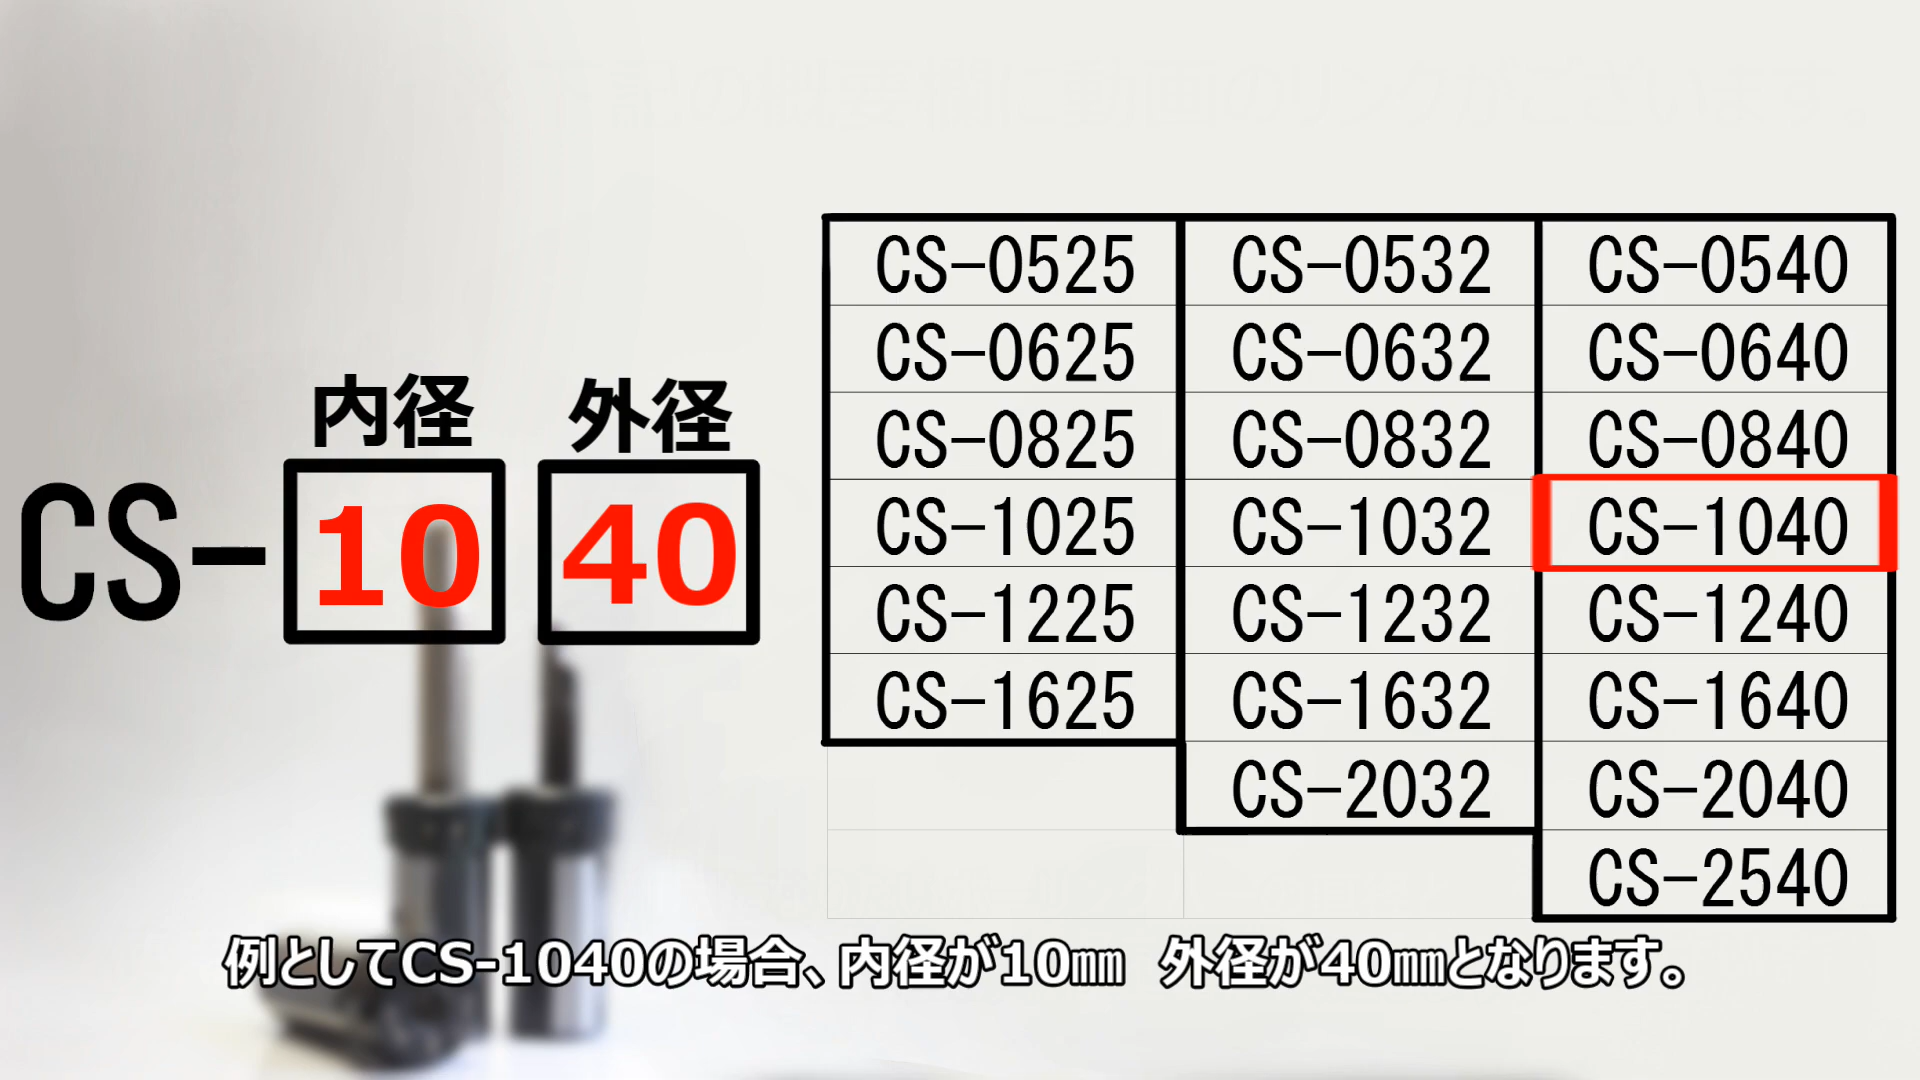 内径 外径
CS-10 40
CS-0525 CS-0532 CS-0540
CS-0625 CS-0632 CS-0640
CS-0825 CS-0832 CS-0840
CS-1025 CS-1032 CS-1040
CS-1225 CS-1232 CS-1240
CS-1625 CS-1632 CS-1640
CS-2032 CS-2040
CS-2540
例としてCS-1040の場合、内径が10㎜　外径が40㎜となります。